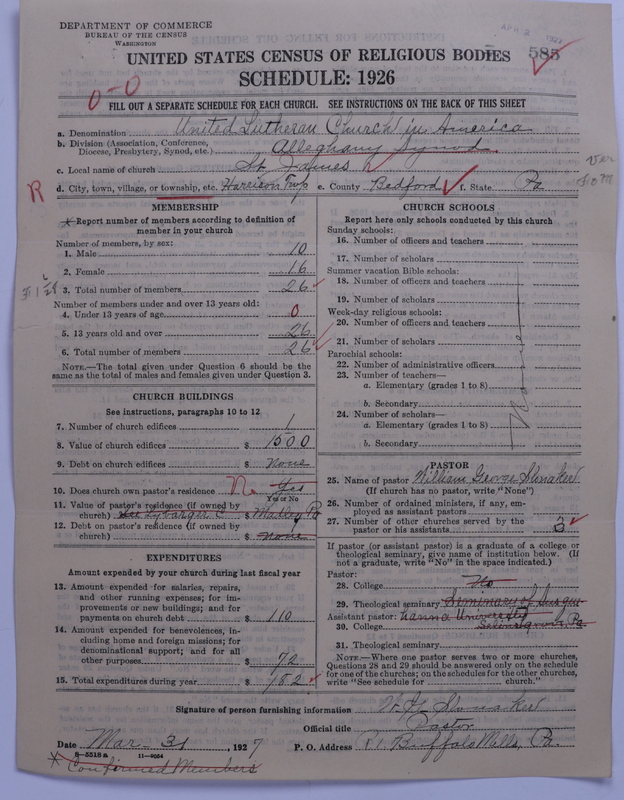 DEPARTMENT OF COMMERCE
BUREAU OF THE CENSUS
WASHINGTON
APR 2 1927
UNITED STATES CENSUS OF RELIGIOUS BODIES 585
SCHEDULE: 1926
0-0
FILL OUT A SEPARATE SCHEDULE FOR EACH CHURCH. SEE INSTRUCTIONS ON THE BACK OF THIS SHEET
a. Denomination United Lutheran Church in America
b. Division (Association, Conference, Diocese, Presbytery, Synod, etc.) Alleghany Synod
c. Local name of church St. James
R d. City, town, village, or township, etc. Harrison Twp e. County Bedford f. State Pa
MEMBERSHIP
* Report number of members according to definition of member in your church
Number of members, by sex:
1. Male 10
2. Female 16
3. Total number of members 26
Number of members under and over 13 years old:
4. Under 13 years of age 0
5. 13 years old and over 26
6. Total number of members 26
NOTE.—The total given under Question 6 should be the same as the total of males and females given under Question 3.
CHURCH BUILDINGS
See instructions, paragraphs 10 to 12
7. Number of church edifices 1
8. Value of church edifices $ 1500
9. Debt on church edifices $ None
10. Does church own pastor's residence No Yes
Yes or No
11. Value of pastor's residence (if owned by church) $
12. Debt on pastor's residence (if owned by church) $ None
EXPENDITURES
Amount expended by your church during last fiscal year
13. Amount expended for salaries, repairs, and other running expenses; for improvements or new buildings; and for payments on church debt $ 110
14. Amount expended for benevolences, including home and foreign missions; for denominational support; and for all other purposes $ 72
15. Total expenditures during year $ 182
CHURCH SCHOOLS
Report here only schools conducted by this church
Sunday schools:
16. Number of officers and teachers
17. Number of scholars
Summer vacation Bible schools:
18. Number of officers and teachers
19. Number of scholars
Week-day religious schools:
20. Number of officers and teachers
21. Number of scholars
Parochial schools:
22. Number of administrative officers
23. Number of teachers—
a. Elementary (grades 1 to 8)
b. Secondary
24. Number of scholars—
a. Elementary (grades 1 to 8)
b. Secondary
None
PASTOR
25. Name of pastor William George Slonaker
(If church has no pastor, write "None")
26. Number of ordained ministers, if any, employed as assistant pastors
27. Number of other churches served by the pastor or his assistants 3
If pastor (or assistant pastor) is a graduate of a college or theological seminary, give name of institution below. (If not a graduate, write "No" in the space indicated.)
Pastor:
28. College No
29. Theological seminary Seminary of Susque
Assistant pastor: hanna University
30. College Selinsgrove, Pa.
31. Theological seminary
NOTE.—Where one pastor serves two or more churches, Questions 28 and 29 should be answered only on the schedule for one of the churches; on the schedules for the other churches, write "See schedule for church."
Signature of person furnishing information W. G. Slonaker
Official title Pastor
Date Mar. 31, 1927 P. O. Address Buffalo Mills, Pa.
8-5518a 11-4034
* Confirmed Members